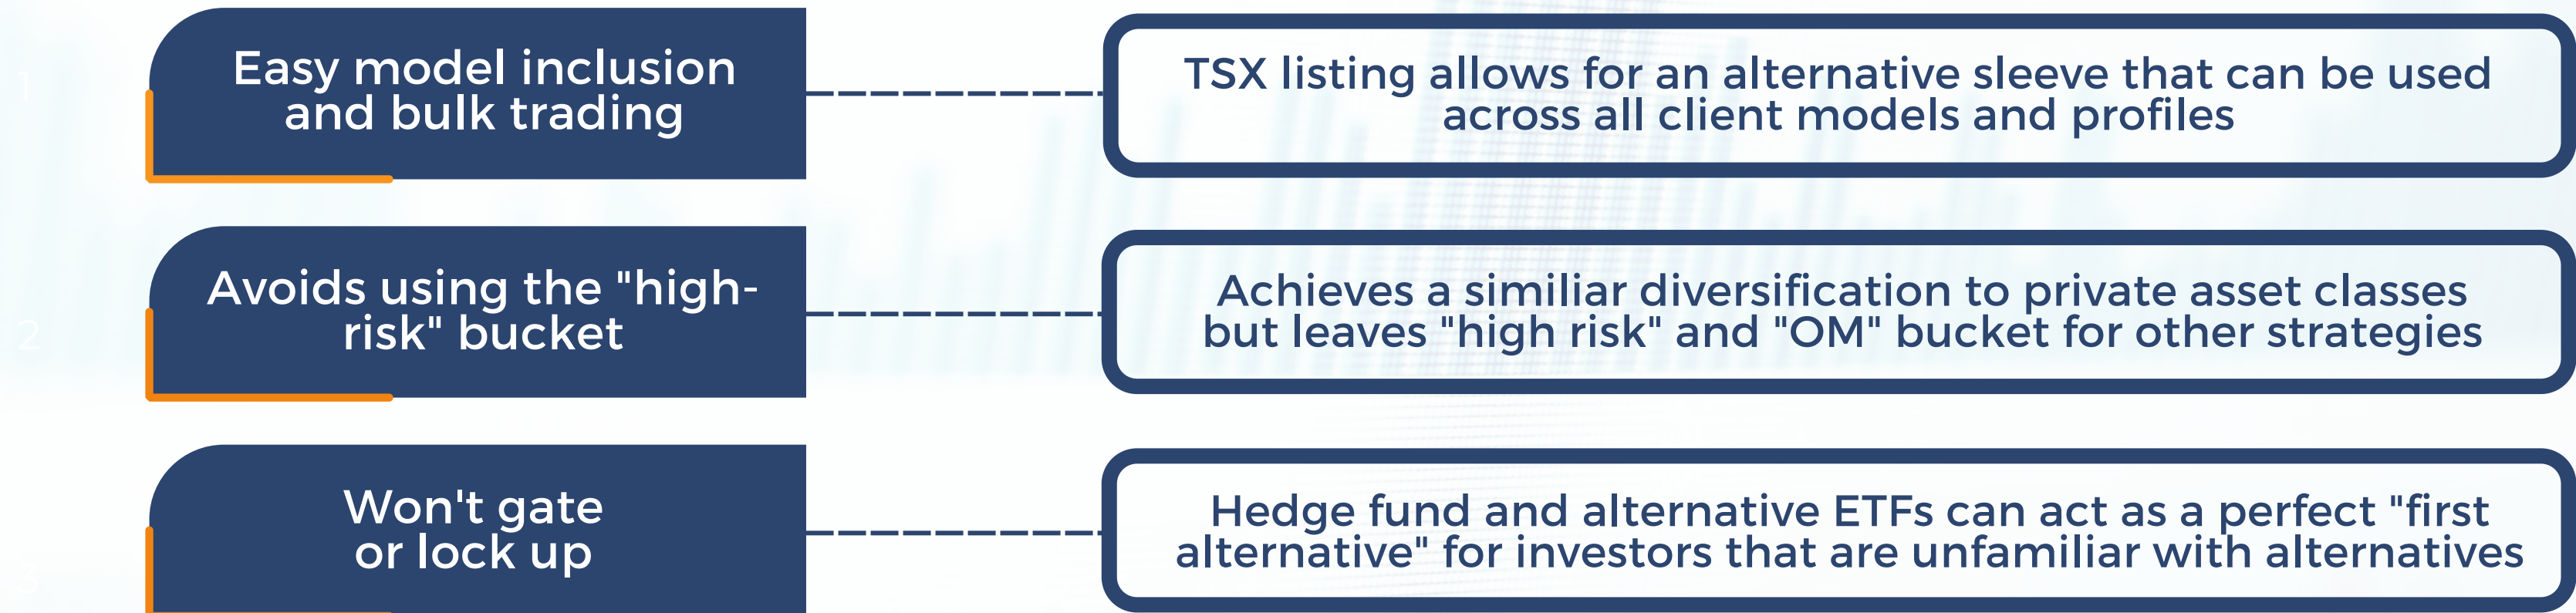 1
Easy model inclusion
and bulk trading
TSX listing allows for an alternative sleeve that can be used
across all client models and profiles
2
Avoids using the "high-
risk" bucket
Achieves a similiar diversification to private asset classes
but leaves "high risk" and "OM" bucket for other strategies
3
Won't gate
or lock up
Hedge fund and alternative ETFs can act as a perfect "first
alternative" for investors that are unfamiliar with alternatives